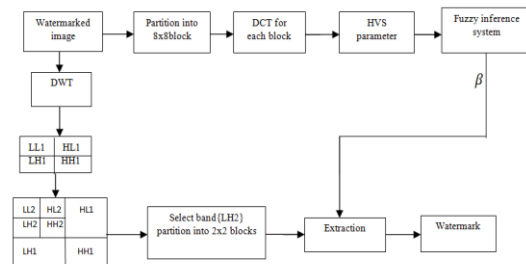 Watermarked
image
Partition into
8x8block
DCT for
each block
HVS
parameter
Fuzzy inference
system
β
DWT
LL1 HL1
LH1 HH1
LL2 HL2 HL1
LH2 HH2
LH1 HH1
Select band{LH2}
partition into 2x2 blocks
Extraction
Watermark